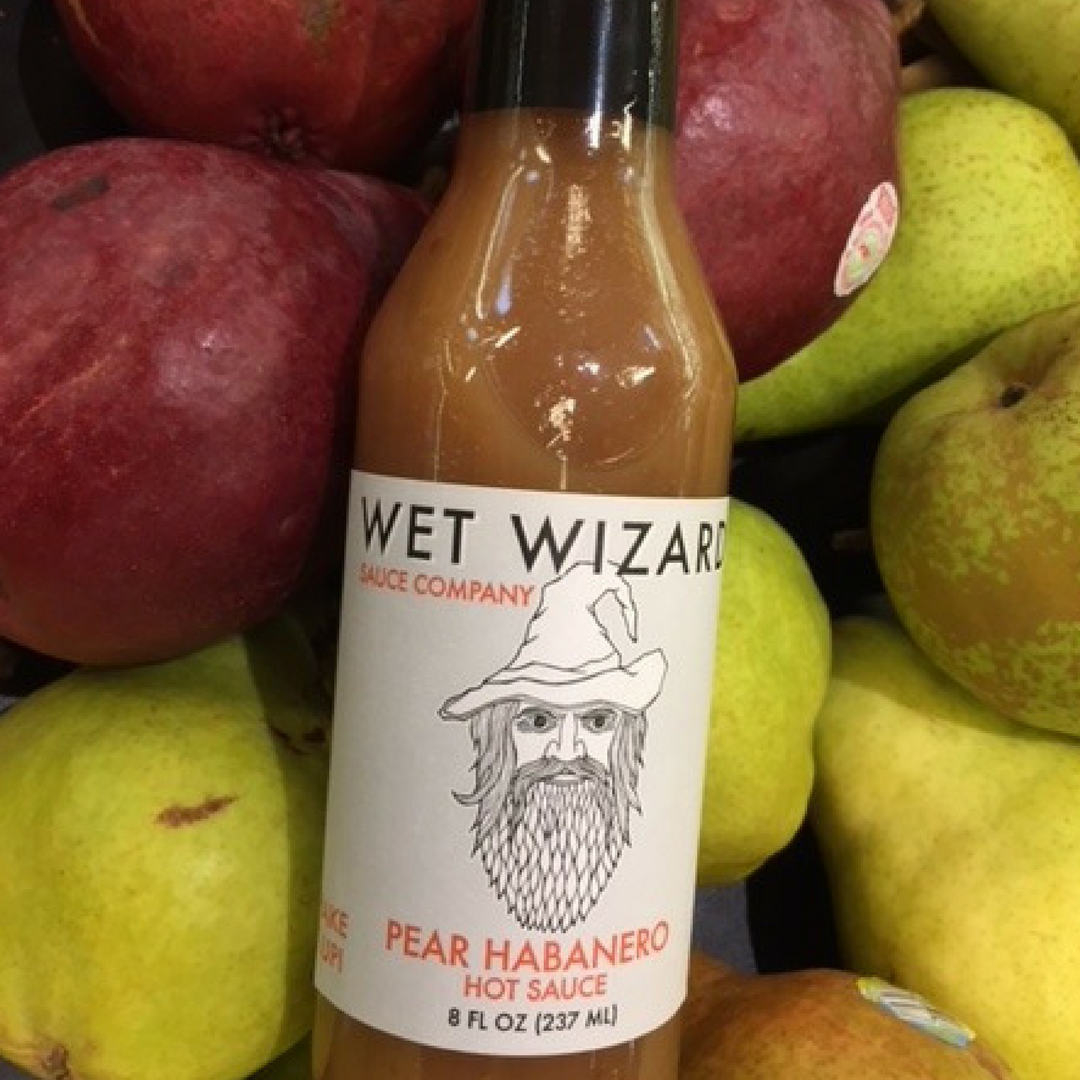 WET WIZARD
SAUCE COMPANY
PEAR HABANERO
HOT SAUCE
8 FL OZ (237 ML)